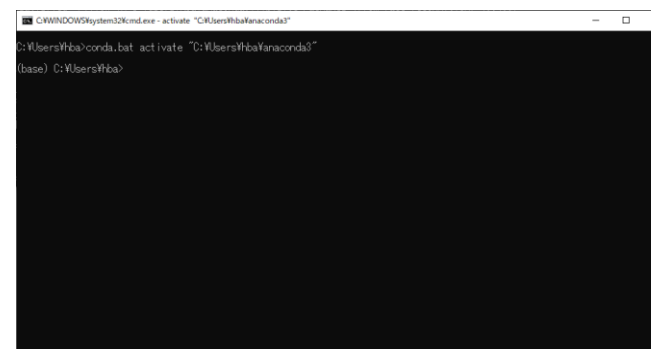 C:¥WINDOWS¥system32¥cmd.exe - activate "C:¥Users¥hba¥anaconda3"
C:¥Users¥hba>conda.bat activate "C:¥Users¥hba¥anaconda3"
(base) C:¥Users¥hba>